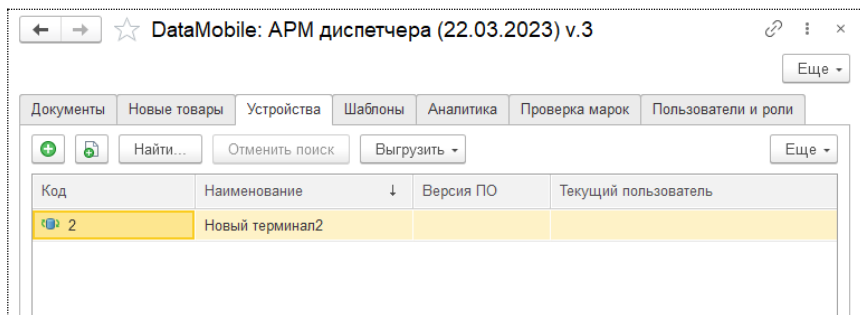 DataMobile: АРМ диспетчера (22.03.2023) v.3
Еще
Документы Новые товары Устройства Шаблоны Аналитика Проверка марок Пользователи и роли
Найти... Отменить поиск Выгрузить Еще
Код Наименование ↓ Версия ПО Текущий пользователь
2 Новый терминал2